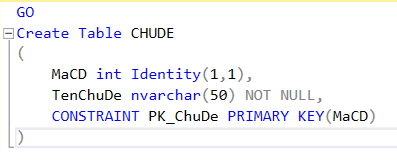 GO
Create Table CHUDE
(
MaCD int Identity(1,1),
TenChuDe nvarchar(50) NOT NULL,
CONSTRAINT PK_ChuDe PRIMARY KEY(MaCD)
)